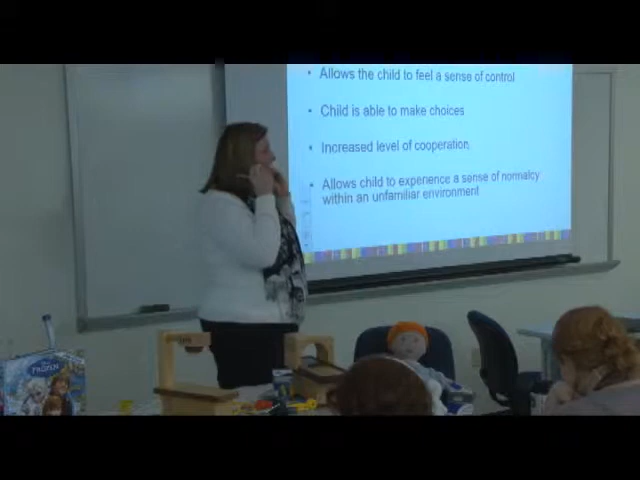 • Allows the child to feel a sense of control
• Child is able to make choices
• Increased level of cooperation
• Allows child to experience a sense of normalcy
within an unfamiliar environment
FROZEN